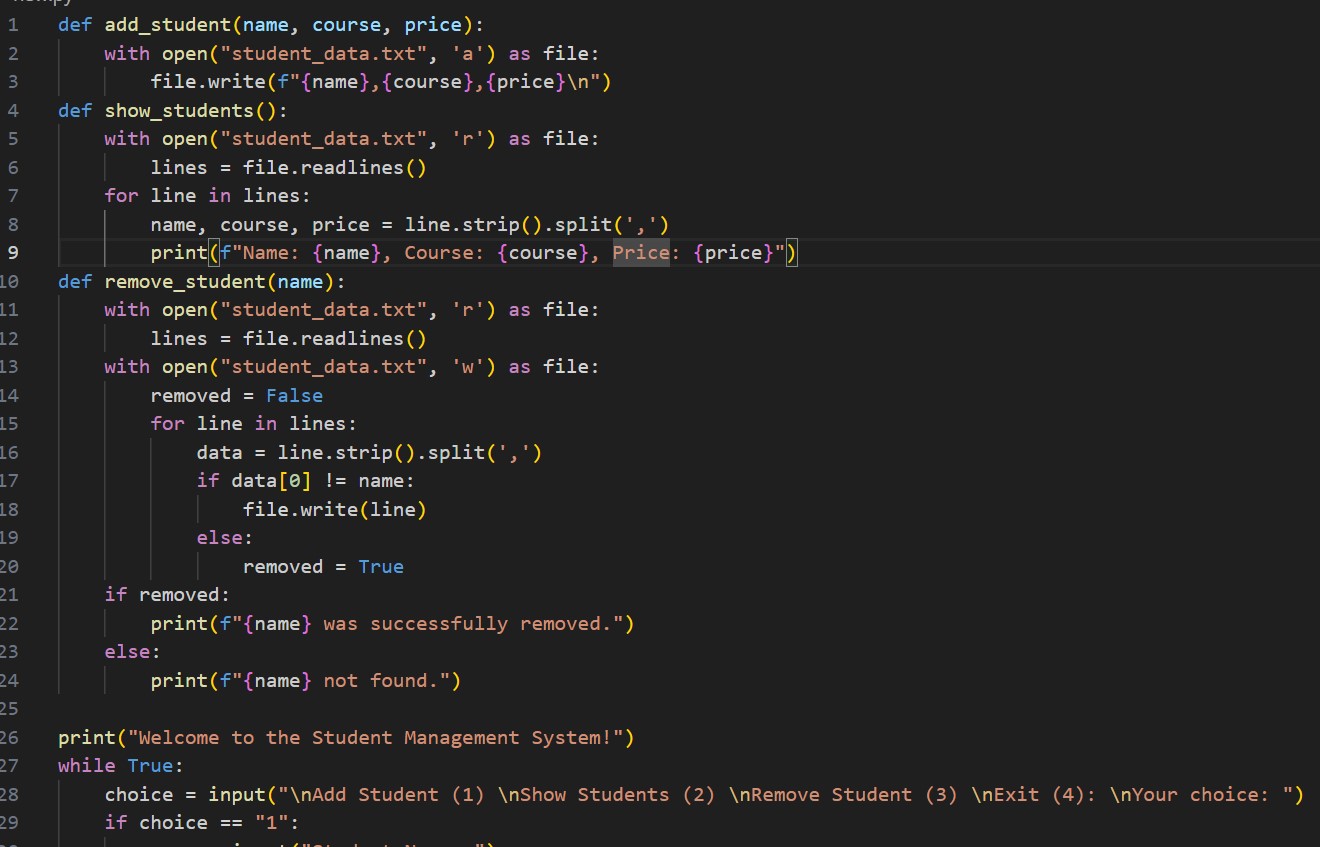 1 def add_student(name, course, price):
2     with open("student_data.txt", 'a') as file:
3         file.write(f"{name},{course},{price}\n")
4 def show_students():
5     with open("student_data.txt", 'r') as file:
6         lines = file.readlines()
7     for line in lines:
8         name, course, price = line.strip().split(',')
9         print(f"Name: {name}, Course: {course}, Price: {price}")
10 def remove_student(name):
11     with open("student_data.txt", 'r') as file:
12         lines = file.readlines()
13     with open("student_data.txt", 'w') as file:
14         removed = False
15         for line in lines:
16             data = line.strip().split(',')
17             if data[0] != name:
18                 file.write(line)
19             else:
20                 removed = True
21     if removed:
22         print(f"{name} was successfully removed.")
23     else:
24         print(f"{name} not found.")
25
26 print("Welcome to the Student Management System!")
27 while True:
28     choice = input("\nAdd Student (1) \nShow Students (2) \nRemove Student (3) \nExit (4): \nYour choice: ")
29     if choice == "1":